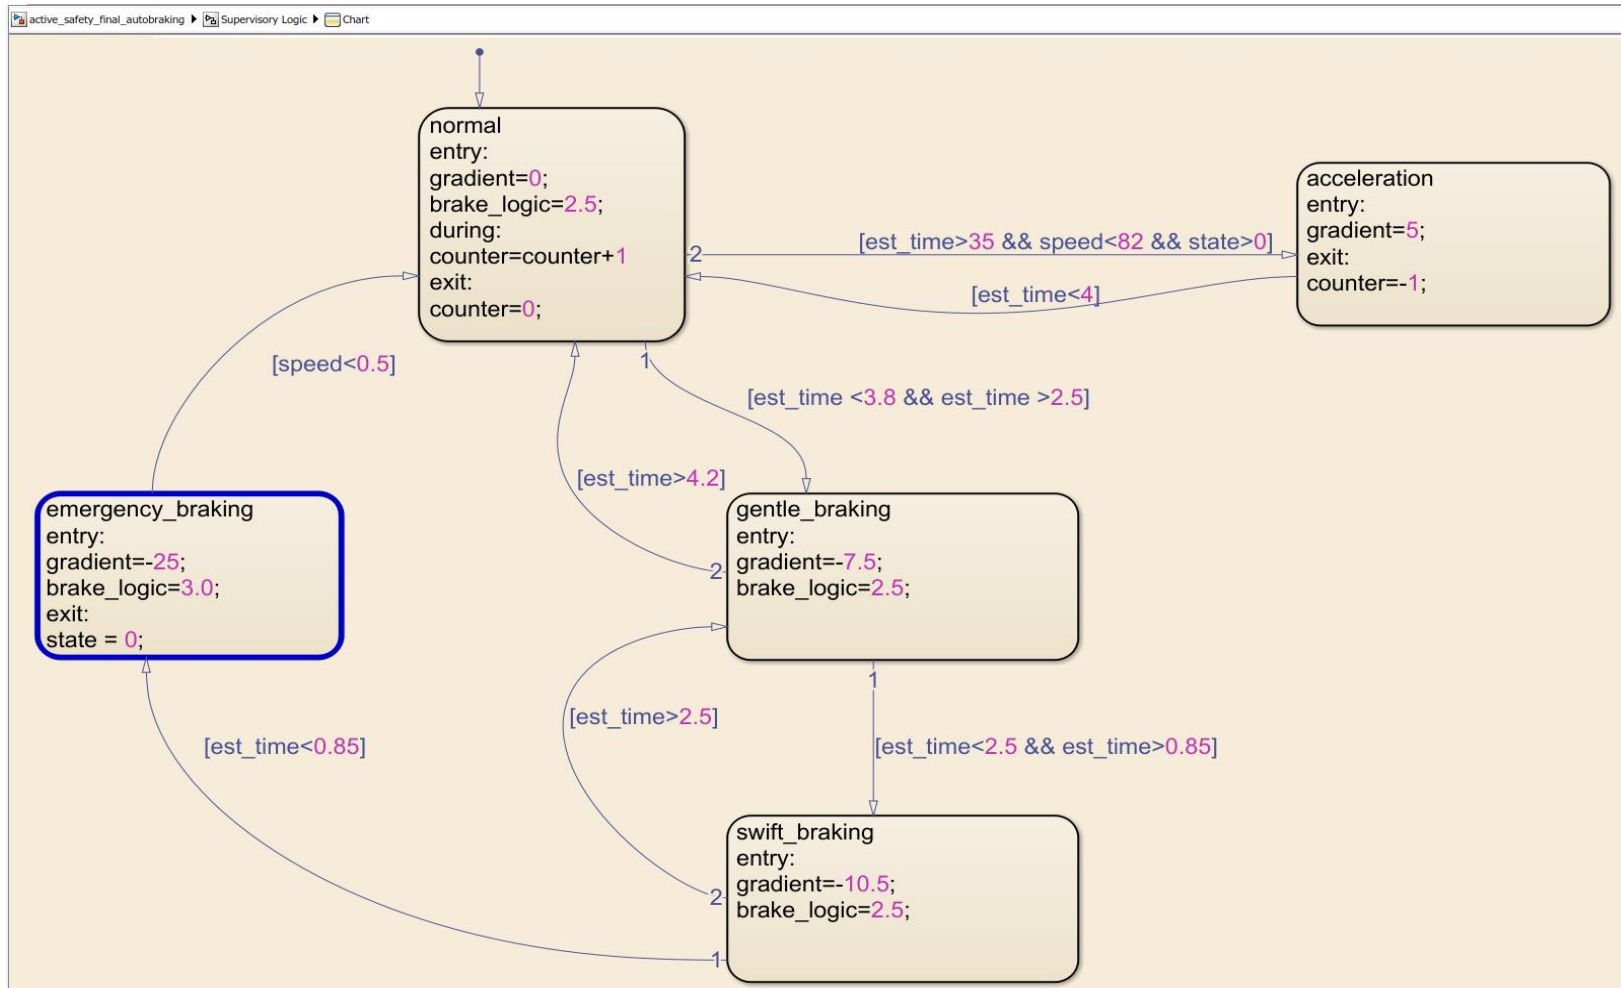 active_safety_final_autobraking Supervisory Logic Chart
normal
entry:
gradient=0;
brake_logic=2.5;
during:
counter=counter+1
exit:
counter=0;
acceleration
entry:
gradient=5;
exit:
counter=-1;
2
[est_time>35 && speed<82 && state>0]
[est_time<4]
[speed<0.5]
1
[est_time <3.8 && est_time >2.5]
[est_time>4.2]
emergency_braking
entry:
gradient=-25;
brake_logic=3.0;
exit:
state = 0;
gentle_braking
entry:
gradient=-7.5;
brake_logic=2.5;
2
1
[est_time>2.5]
[est_time<0.85]
[est_time<2.5 && est_time>0.85]
swift_braking
entry:
gradient=-10.5;
brake_logic=2.5;
2
1